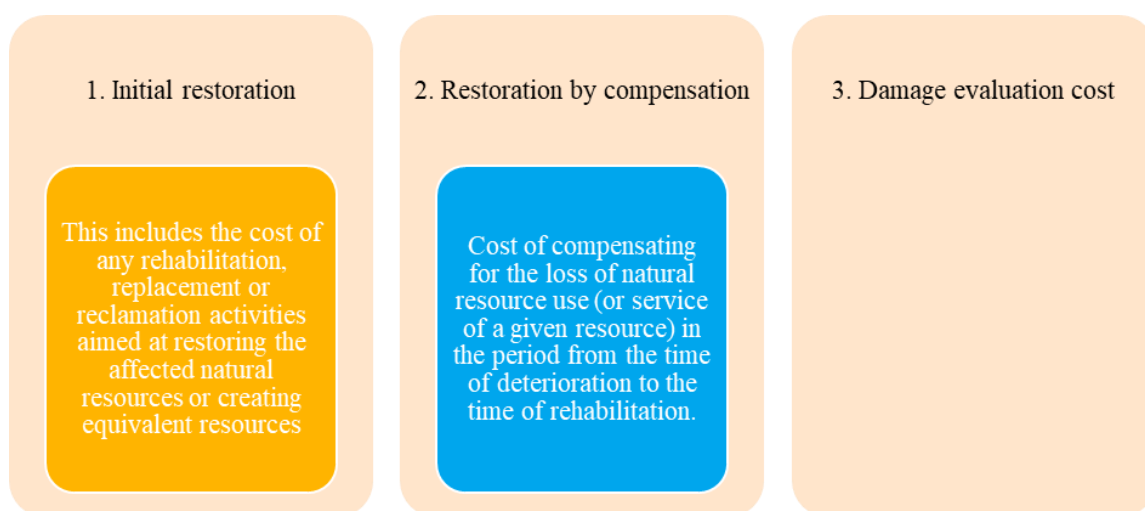 1. Initial restoration
This includes the cost of
any rehabilitation,
replacement or
reclamation activities
aimed at restoring the
affected natural
resources or creating
equivalent resources
2. Restoration by compensation
Cost of compensating
for the loss of natural
resource use (or service
of a given resource) in
the period from the time
of deterioration to the
time of rehabilitation.
3. Damage evaluation cost